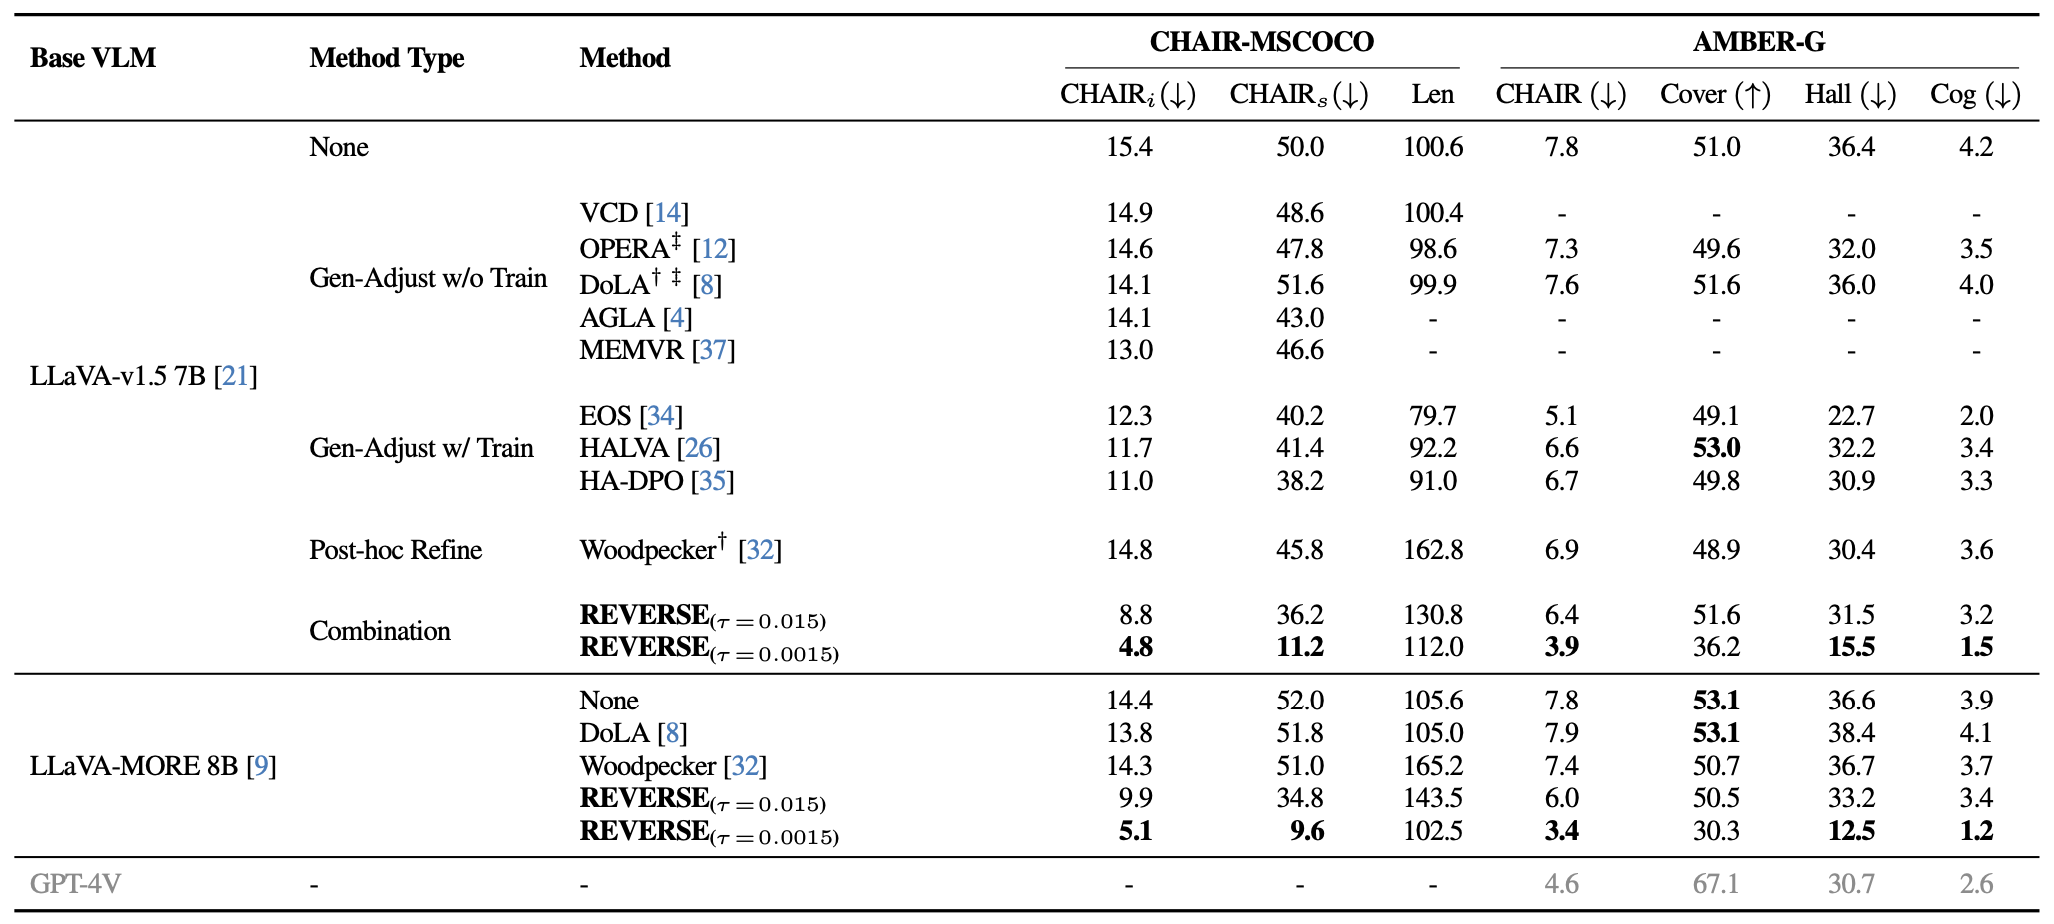 Base VLM Method Type Method CHAIR-MSCOCO AMBER-G
CHAIRi (↓) CHAIRs (↓) Len CHAIR (↓) Cover (↑) Hall (↓) Cog (↓)
None 15.4 50.0 100.6 7.8 51.0 36.4 4.2
VCD [14] 14.9 48.6 100.4 - - - -
OPERA‡ [12] 14.6 47.8 98.6 7.3 49.6 32.0 3.5
Gen-Adjust w/o Train DoLA† ‡ [8] 14.1 51.6 99.9 7.6 51.6 36.0 4.0
AGLA [4] 14.1 43.0 - - - - -
MEMVR [37] 13.0 46.6 - - - - -
LLaVA-v1.5 7B [21]
EOS [34] 12.3 40.2 79.7 5.1 49.1 22.7 2.0
Gen-Adjust w/ Train HALVA [26] 11.7 41.4 92.2 6.6 53.0 32.2 3.4
HA-DPO [35] 11.0 38.2 91.0 6.7 49.8 30.9 3.3
Post-hoc Refine Woodpecker† [32] 14.8 45.8 162.8 6.9 48.9 30.4 3.6
Combination REVERSE(τ = 0.015) 8.8 36.2 130.8 6.4 51.6 31.5 3.2
REVERSE(τ = 0.0015) 4.8 11.2 112.0 3.9 36.2 15.5 1.5
None 14.4 52.0 105.6 7.8 53.1 36.6 3.9
DoLA [8] 13.8 51.8 105.0 7.9 53.1 38.4 4.1
LLaVA-MORE 8B [9] Woodpecker [32] 14.3 51.0 165.2 7.4 50.7 36.7 3.7
REVERSE(τ = 0.015) 9.9 34.8 143.5 6.0 50.5 33.2 3.4
REVERSE(τ = 0.0015) 5.1 9.6 102.5 3.4 30.3 12.5 1.2
GPT-4V - - - - - 4.6 67.1 30.7 2.6